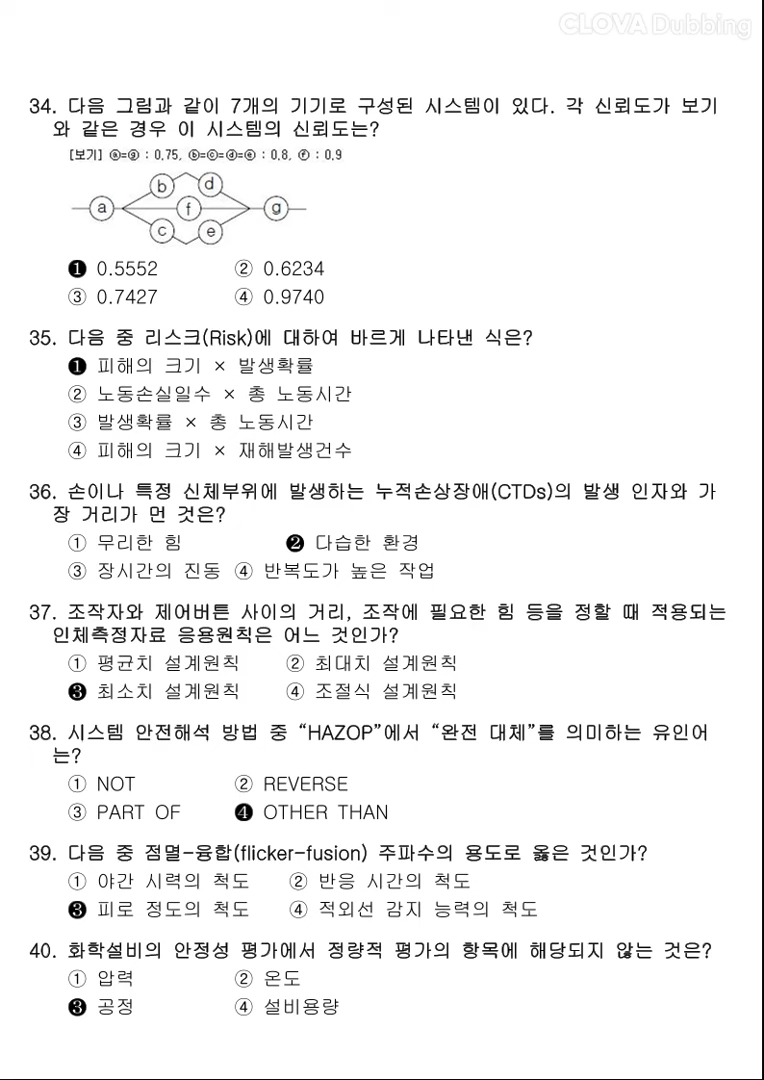 CLOVA Dubbing
34. 다음 그림과 같이 7개의 기기로 구성된 시스템이 있다. 각 신뢰도가 보기
와 같은 경우 이 시스템의 신뢰도는?
[보기] ⓐ=ⓖ : 0.75, ⓑ=ⓒ=ⓓ=ⓔ : 0.8, ⓕ : 0.9
b d
a f g
c e
❶ 0.5552 ② 0.6234
③ 0.7427 ④ 0.9740
35. 다음 중 리스크(Risk)에 대하여 바르게 나타낸 식은?
❶ 피해의 크기 × 발생확률
② 노동손실일수 × 총 노동시간
③ 발생확률 × 총 노동시간
④ 피해의 크기 × 재해발생건수
36. 손이나 특정 신체부위에 발생하는 누적손상장애(CTDs)의 발생 인자와 가
장 거리가 먼 것은?
① 무리한 힘 ❷ 다습한 환경
③ 장시간의 진동 ④ 반복도가 높은 작업
37. 조작자와 제어버튼 사이의 거리, 조작에 필요한 힘 등을 정할 때 적용되는
인체측정자료 응용원칙은 어느 것인가?
① 평균치 설계원칙 ② 최대치 설계원칙
❸ 최소치 설계원칙 ④ 조절식 설계원칙
38. 시스템 안전해석 방법 중 “HAZOP”에서 “완전 대체”를 의미하는 유인어
는?
① NOT ② REVERSE
③ PART OF ❹ OTHER THAN
39. 다음 중 점멸-융합(flicker-fusion) 주파수의 용도로 옳은 것인가?
① 야간 시력의 척도 ② 반응 시간의 척도
❸ 피로 정도의 척도 ④ 적외선 감지 능력의 척도
40. 화학설비의 안정성 평가에서 정량적 평가의 항목에 해당되지 않는 것은?
① 압력 ② 온도
❸ 공정 ④ 설비용량